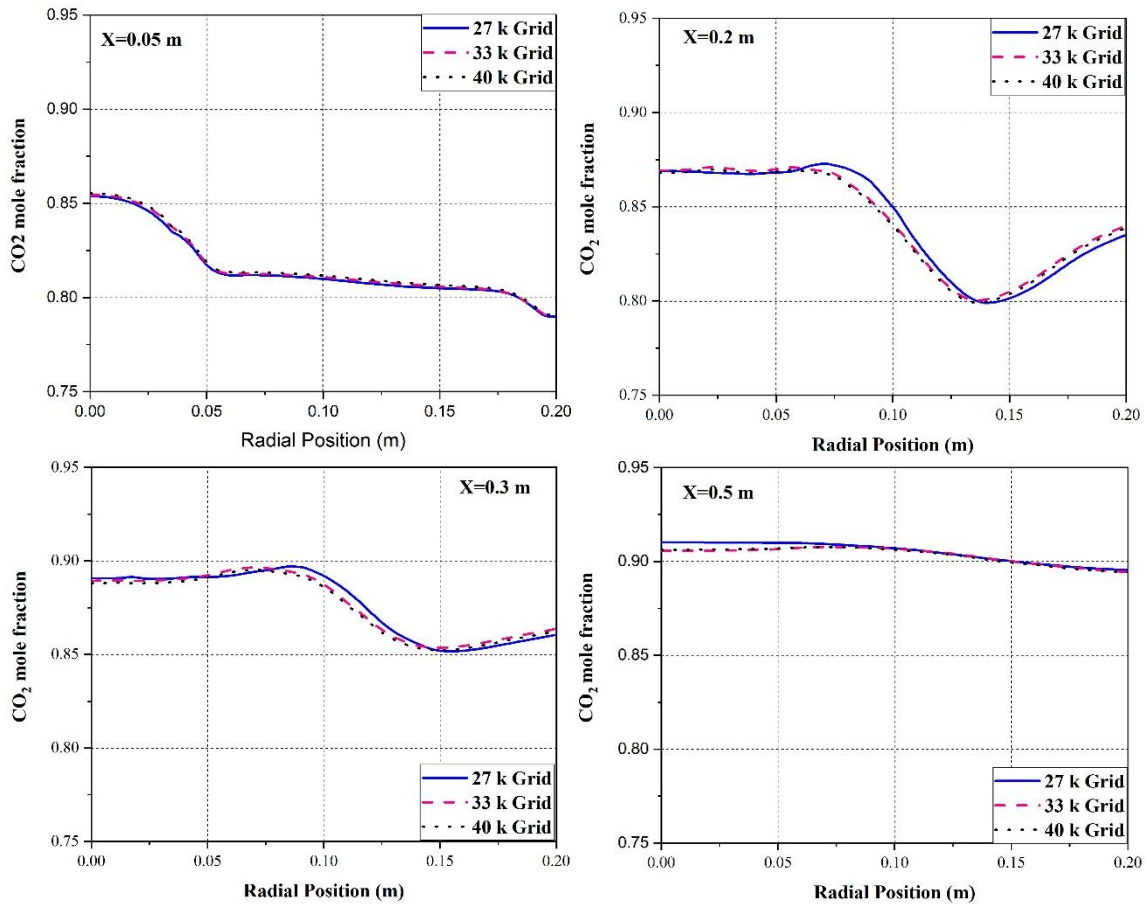 X=0.05 m
27 k Grid
33 k Grid
40 k Grid
CO2 mole fraction
0.95
0.90
0.85
0.80
0.75
0.00 0.05 0.10 0.15 0.20
Radial Position (m)
X=0.2 m
27 k Grid
33 k Grid
40 k Grid
CO₂ mole fraction
0.95
0.90
0.85
0.80
0.75
0.00 0.05 0.10 0.15 0.20
Radial Position (m)
X=0.3 m
27 k Grid
33 k Grid
40 k Grid
CO₂ mole fraction
0.95
0.90
0.85
0.80
0.75
0.00 0.05 0.10 0.15 0.20
Radial Position (m)
X=0.5 m
27 k Grid
33 k Grid
40 k Grid
CO₂ mole fraction
0.95
0.90
0.85
0.80
0.75
0.00 0.05 0.10 0.15 0.20
Radial Position (m)